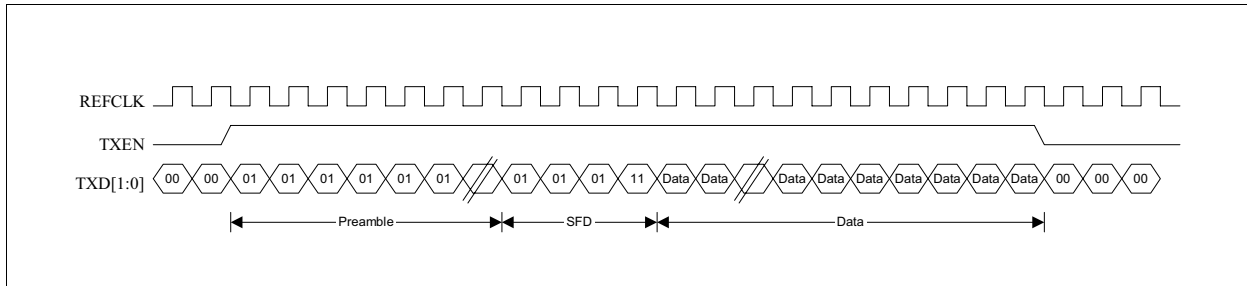 REFCLK
TXEN
TXD[1:0] 00 00 01 01 01 01 01 01 01 01 01 11 Data Data Data Data Data Data Data Data Data 00 00 00
Preamble SFD Data